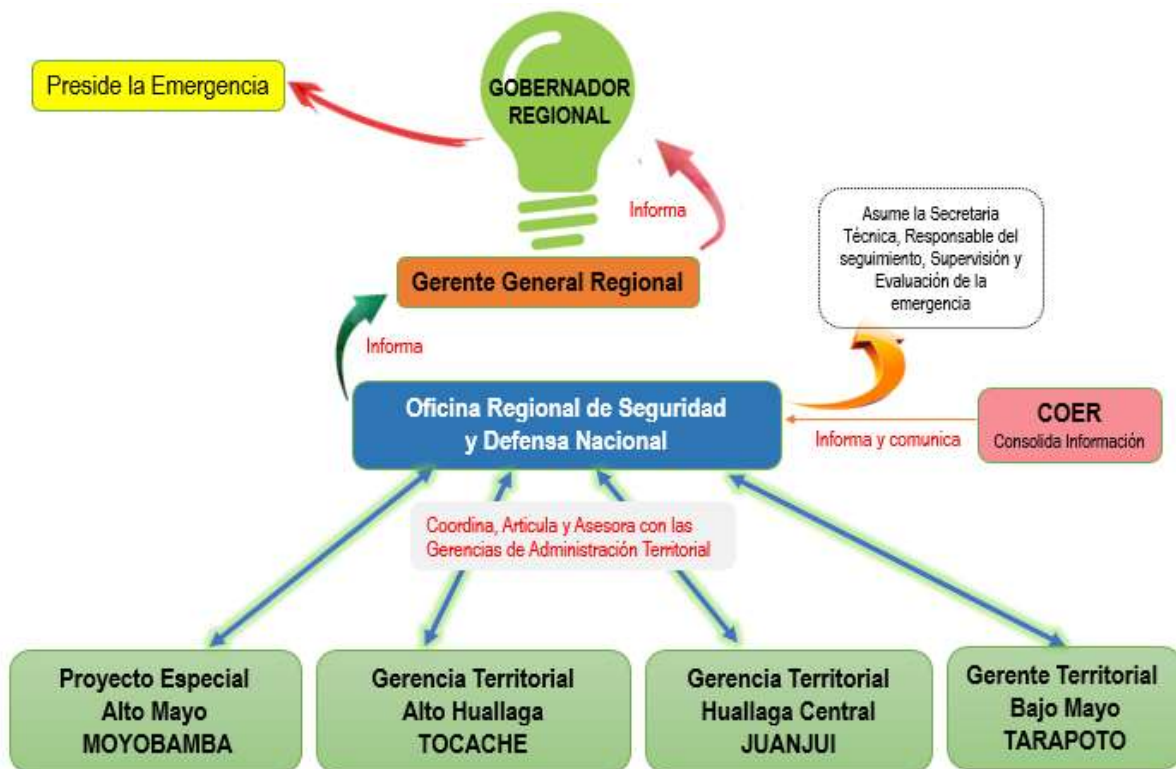 Preside la Emergencia
GOBERNADOR
REGIONAL
Informa
Gerente General Regional
Asume la Secretaria
Técnica, Responsable del
seguimiento, Supervisión y
Evaluación de la
emergencia
Informa
Oficina Regional de Seguridad
y Defensa Nacional
Informa y comunica
COER
Consolida Información
Coordina, Articula y Asesora con las
Gerencias de Administración Territorial
Proyecto Especial
Alto Mayo
MOYOBAMBA
Gerencia Territorial
Alto Huallaga
TOCACHE
Gerencia Territorial
Huallaga Central
JUANJUI
Gerente Territorial
Bajo Mayo
TARAPOTO